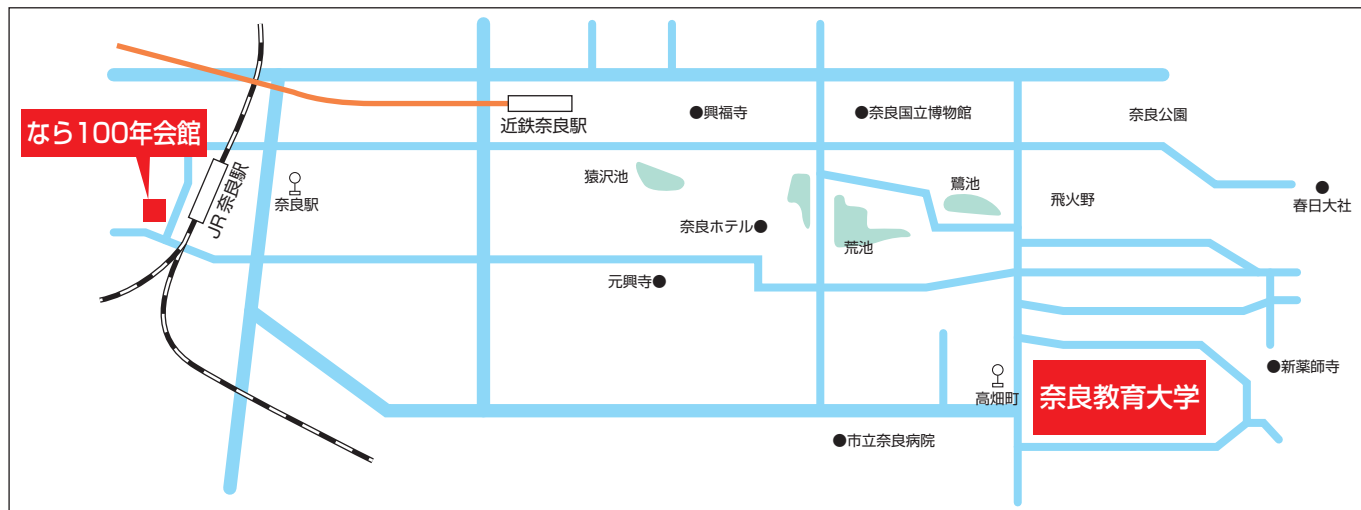 なら100年会館
JR奈良駅
奈良駅
近鉄奈良駅
●興福寺
●奈良国立博物館
奈良公園
猿沢池
鷺池
飛火野
●
春日大社
奈良ホテル●
荒池
元興寺●
高畑町
奈良教育大学
●新薬師寺
●市立奈良病院